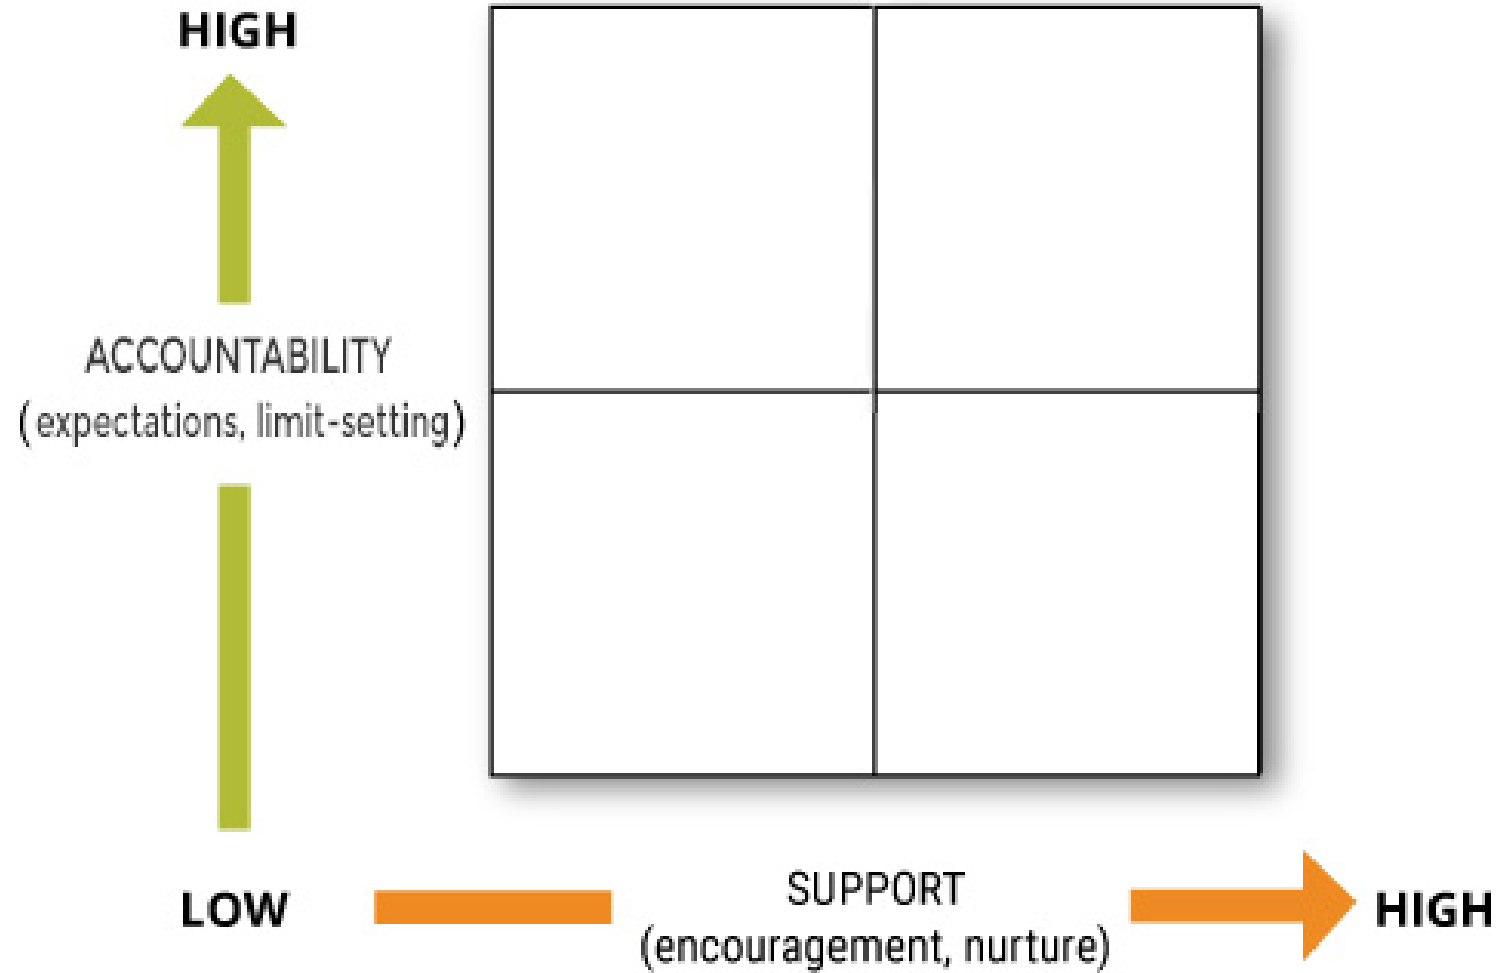 HIGH
ACCOUNTABILITY
(expectations, limit-setting)
LOW
SUPPORT
(encouragement, nurture)
HIGH